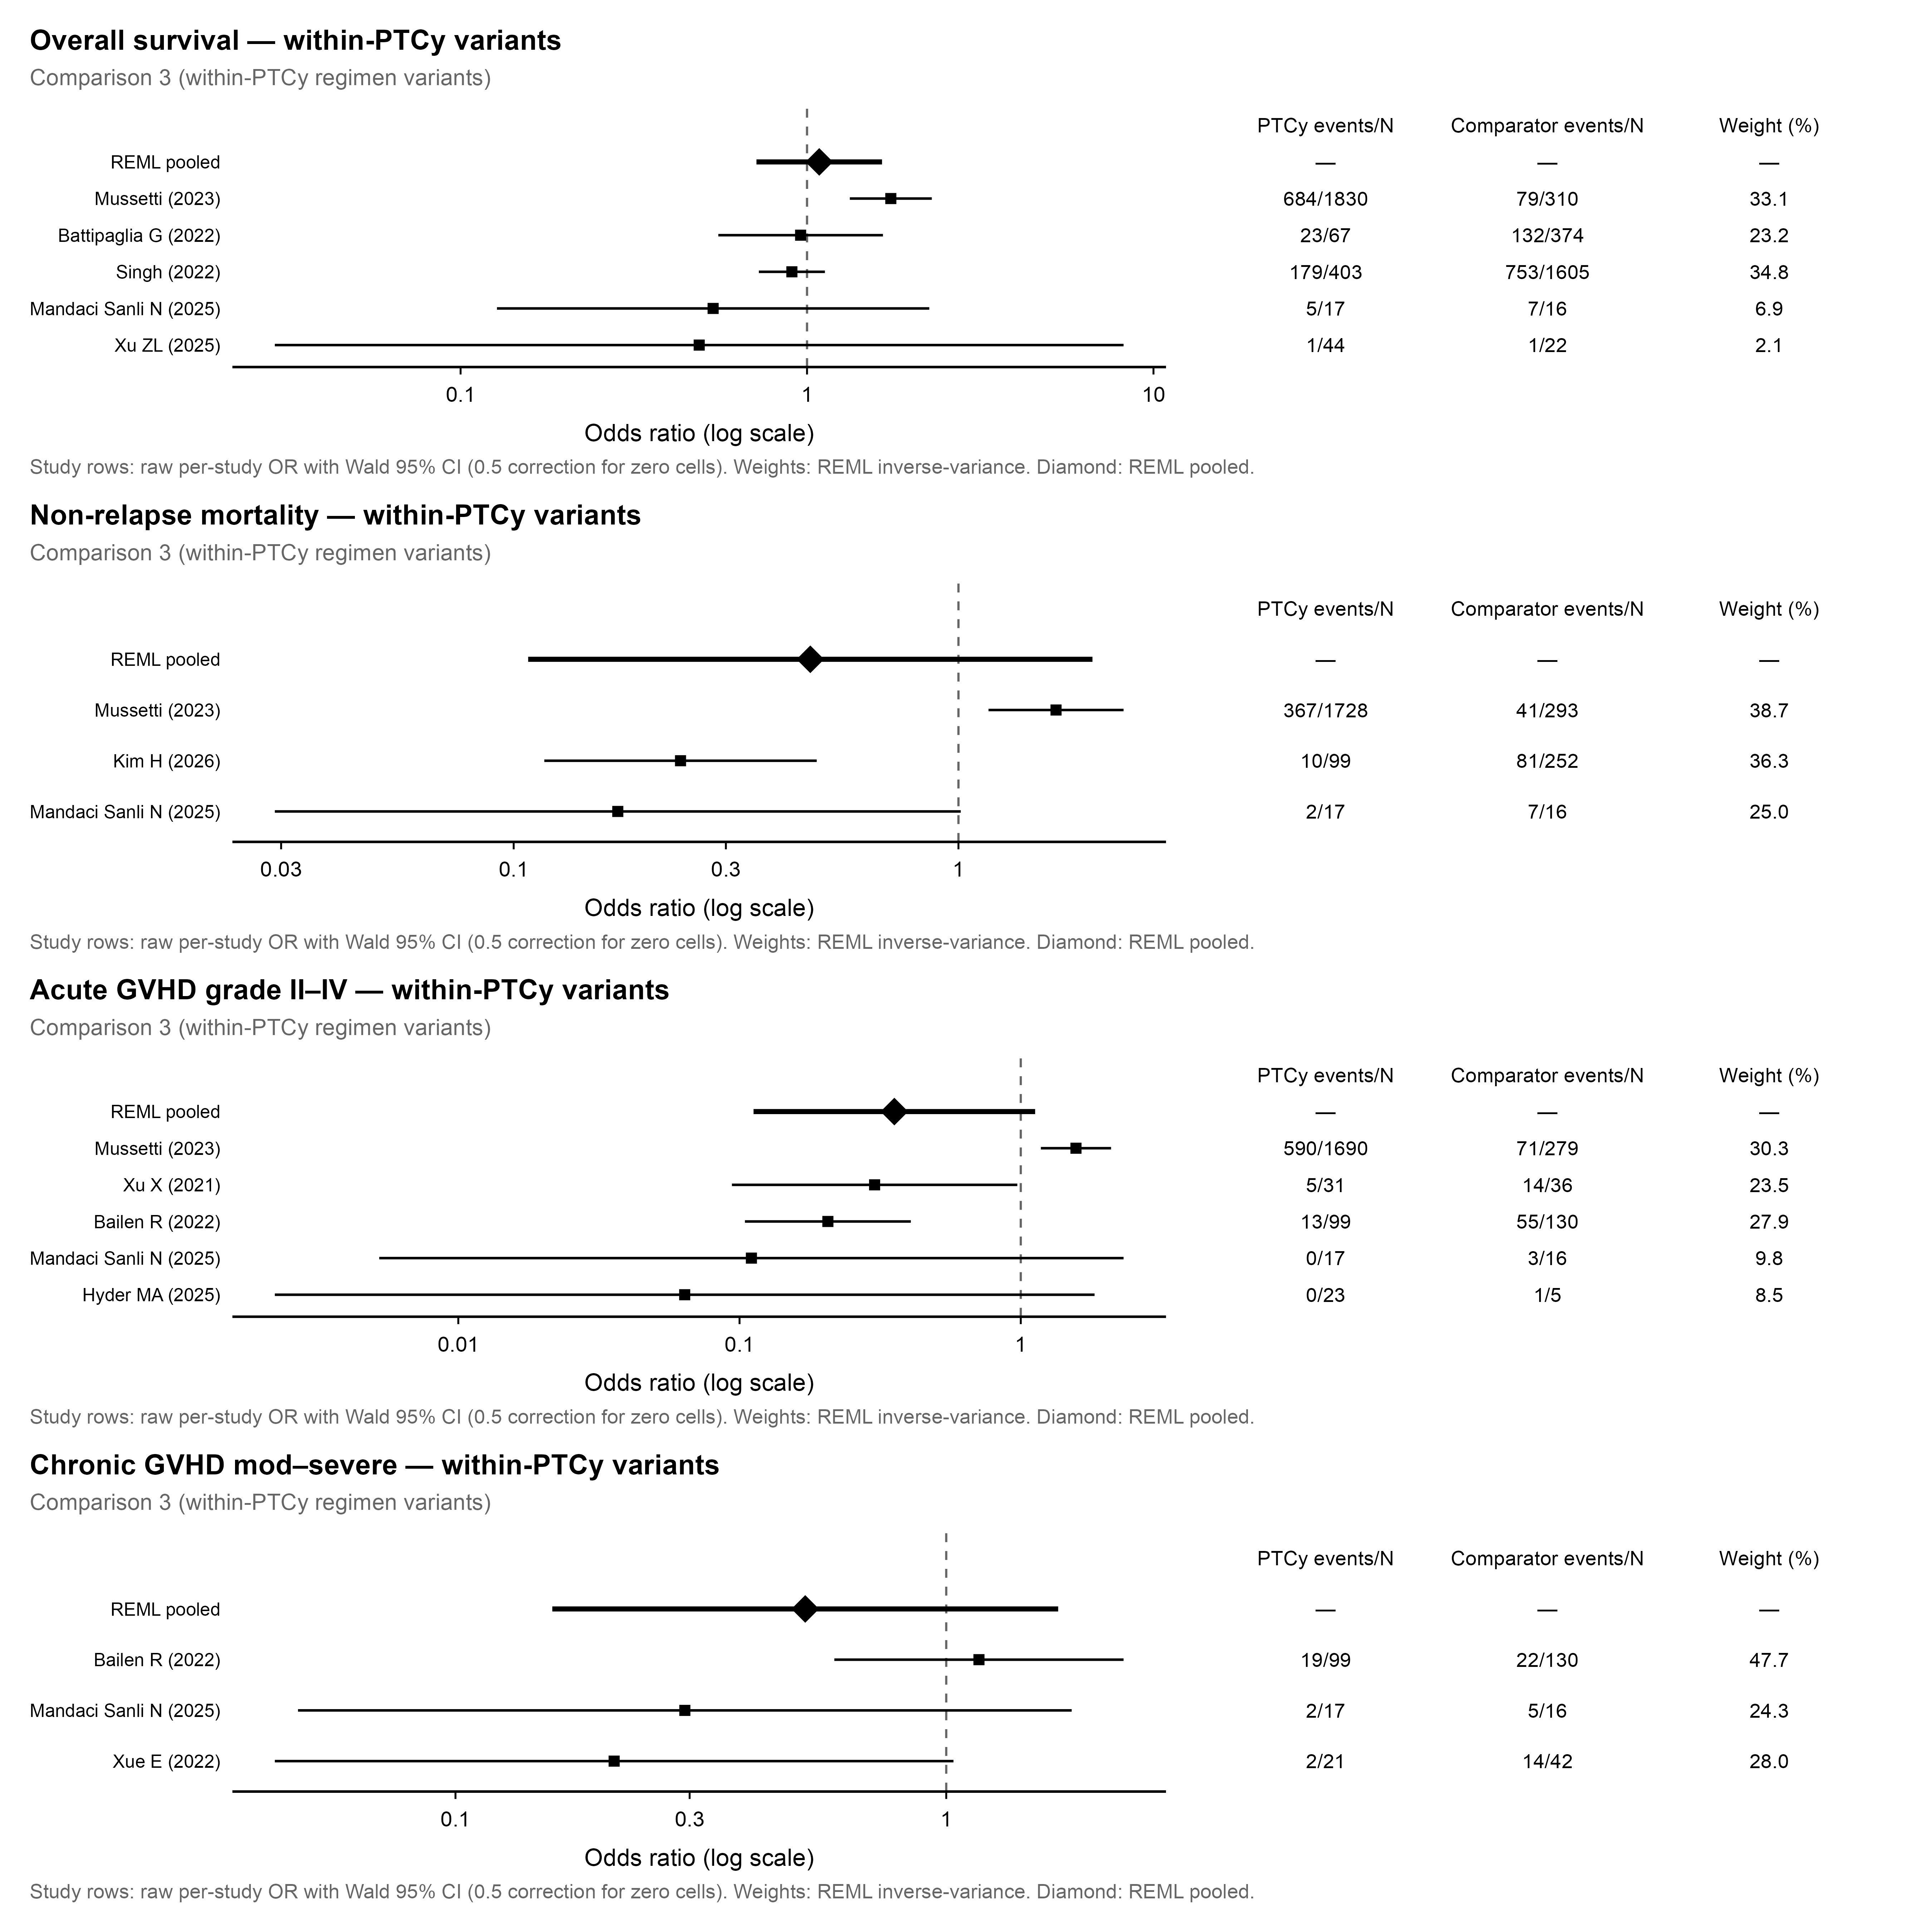 Overall survival — within-PTCy variants
Comparison 3 (within-PTCy regimen variants)
PTCy events/N Comparator events/N Weight (%)
REML pooled — — —
Mussetti (2023) 684/1830 79/310 33.1
Battipaglia G (2022) 23/67 132/374 23.2
Singh (2022) 179/403 753/1605 34.8
Mandaci Sanli N (2025) 5/17 7/16 6.9
Xu ZL (2025) 1/44 1/22 2.1
0.1 1 10
Odds ratio (log scale)
Study rows: raw per-study OR with Wald 95% CI (0.5 correction for zero cells). Weights: REML inverse-variance. Diamond: REML pooled.
Non-relapse mortality — within-PTCy variants
Comparison 3 (within-PTCy regimen variants)
PTCy events/N Comparator events/N Weight (%)
REML pooled — — —
Mussetti (2023) 367/1728 41/293 38.7
Kim H (2026) 10/99 81/252 36.3
Mandaci Sanli N (2025) 2/17 7/16 25.0
0.03 0.1 0.3 1
Odds ratio (log scale)
Study rows: raw per-study OR with Wald 95% CI (0.5 correction for zero cells). Weights: REML inverse-variance. Diamond: REML pooled.
Acute GVHD grade II–IV — within-PTCy variants
Comparison 3 (within-PTCy regimen variants)
PTCy events/N Comparator events/N Weight (%)
REML pooled — — —
Mussetti (2023) 590/1690 71/279 30.3
Xu X (2021) 5/31 14/36 23.5
Bailen R (2022) 13/99 55/130 27.9
Mandaci Sanli N (2025) 0/17 3/16 9.8
Hyder MA (2025) 0/23 1/5 8.5
0.01 0.1 1
Odds ratio (log scale)
Study rows: raw per-study OR with Wald 95% CI (0.5 correction for zero cells). Weights: REML inverse-variance. Diamond: REML pooled.
Chronic GVHD mod–severe — within-PTCy variants
Comparison 3 (within-PTCy regimen variants)
PTCy events/N Comparator events/N Weight (%)
REML pooled — — —
Bailen R (2022) 19/99 22/130 47.7
Mandaci Sanli N (2025) 2/17 5/16 24.3
Xue E (2022) 2/21 14/42 28.0
0.1 0.3 1
Odds ratio (log scale)
Study rows: raw per-study OR with Wald 95% CI (0.5 correction for zero cells). Weights: REML inverse-variance. Diamond: REML pooled.